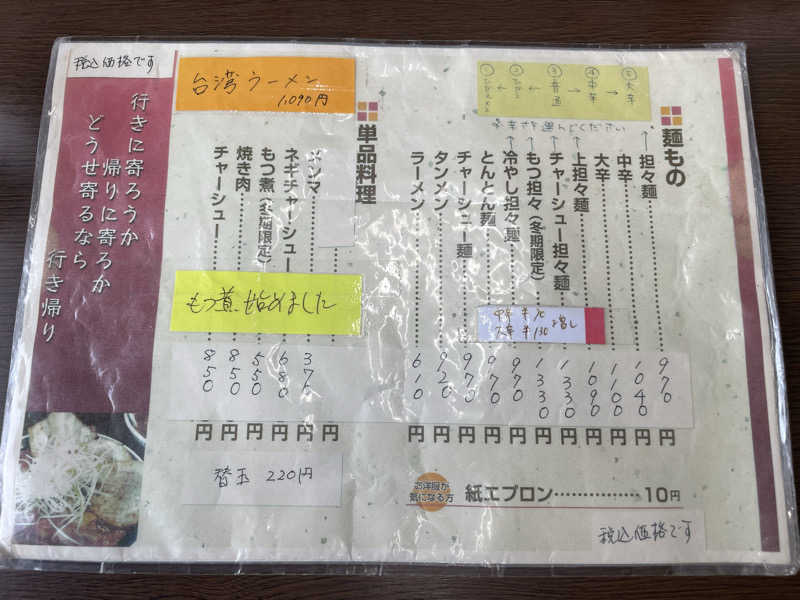 税込価格です
台湾ラーメン
1,090円
③普通→④中辛→⑤大辛
※辛さを選んでください
麺もの
担々麺……970円
中辛……1040円
大辛……1100円
上担々麺……1090円
チャーシュー担々麺……1330円
もつ担々(冬期限定)……1330円
冷やし担々麺……970円
とんとん麺……970円
チャーシュー麺……970円
タンメン……920円
ラーメン……610円
中辛 ¥70
大辛 ¥130
増し
単品料理
円
メンマ……円
ネギチャーシュー……680円
もつ煮(冬期限定)……550円
焼き肉……850円
チャーシュー……850円
もつ煮始めました
替玉 220円
お洋服が
気になる方
紙エプロン……………10円
税込価格です
行きに寄ろうか
帰りに寄ろか
どうせ寄るなら
行き帰り